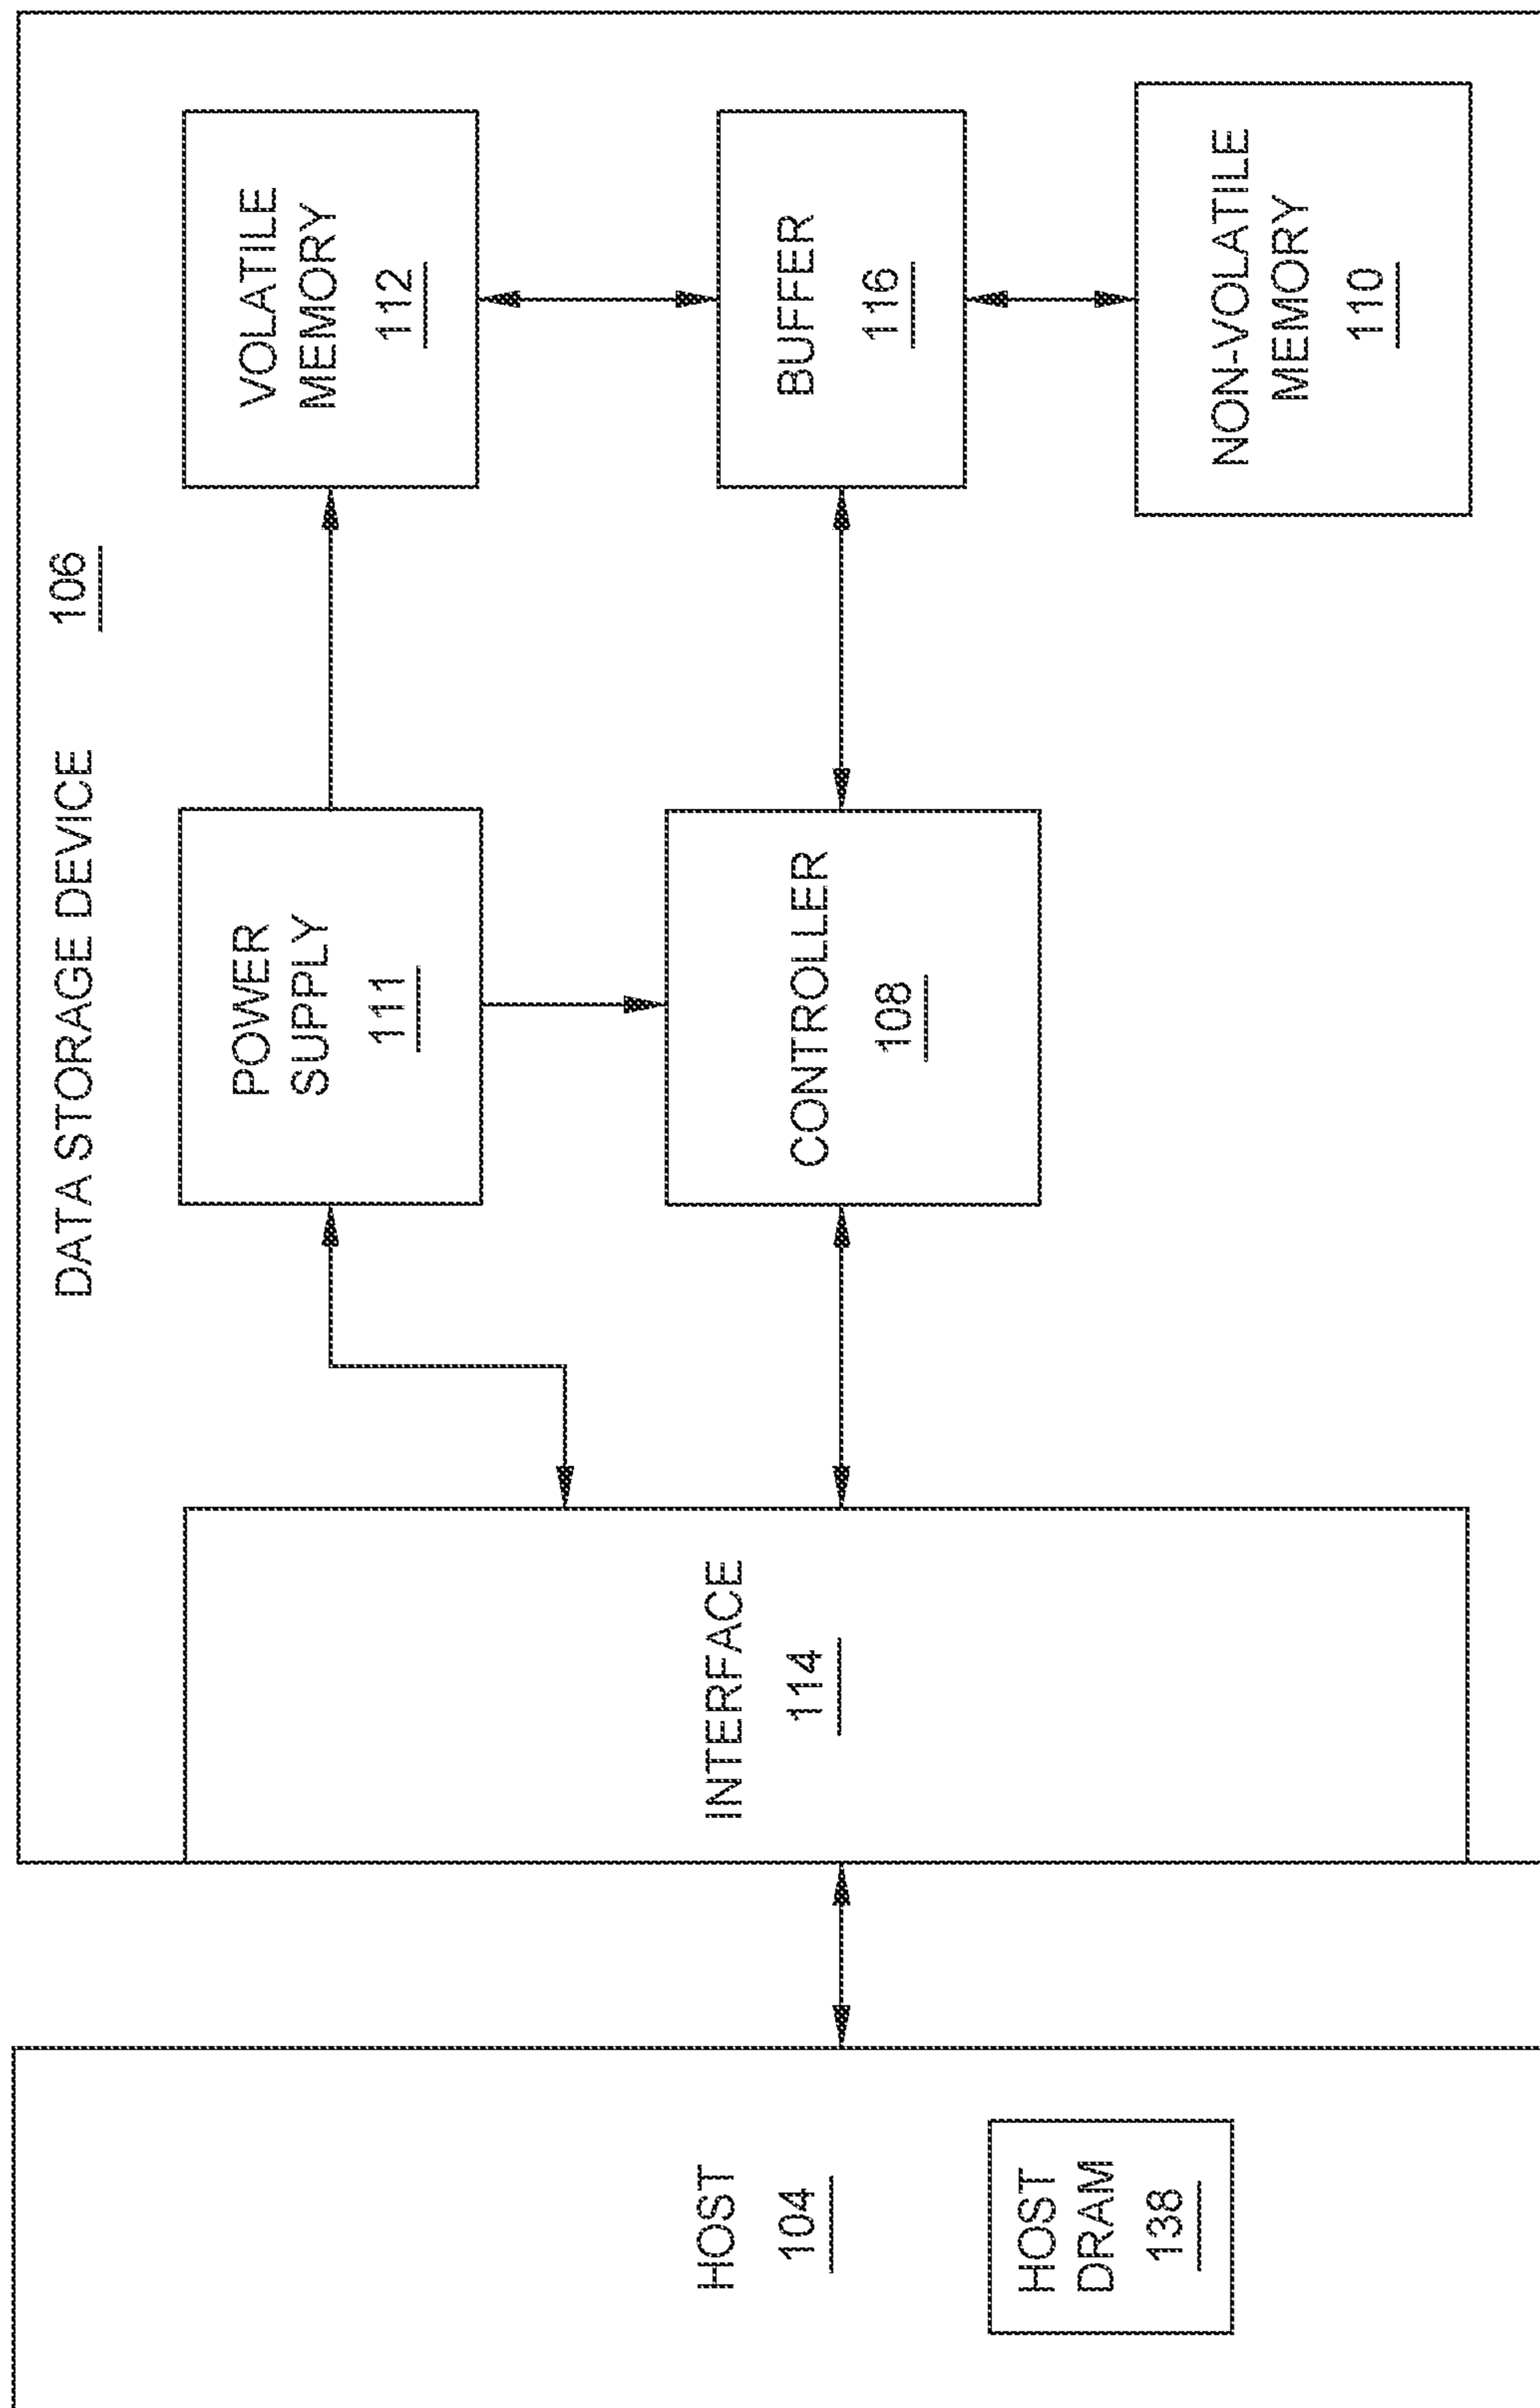 DATA STORAGE DEVICE 106
HOST
104
HOST
DRAM
138
INTERFACE
114
POWER
SUPPLY
111
CONTROLLER
108
VOLATILE
MEMORY
112
BUFFER
116
NON-VOLATILE
MEMORY
110